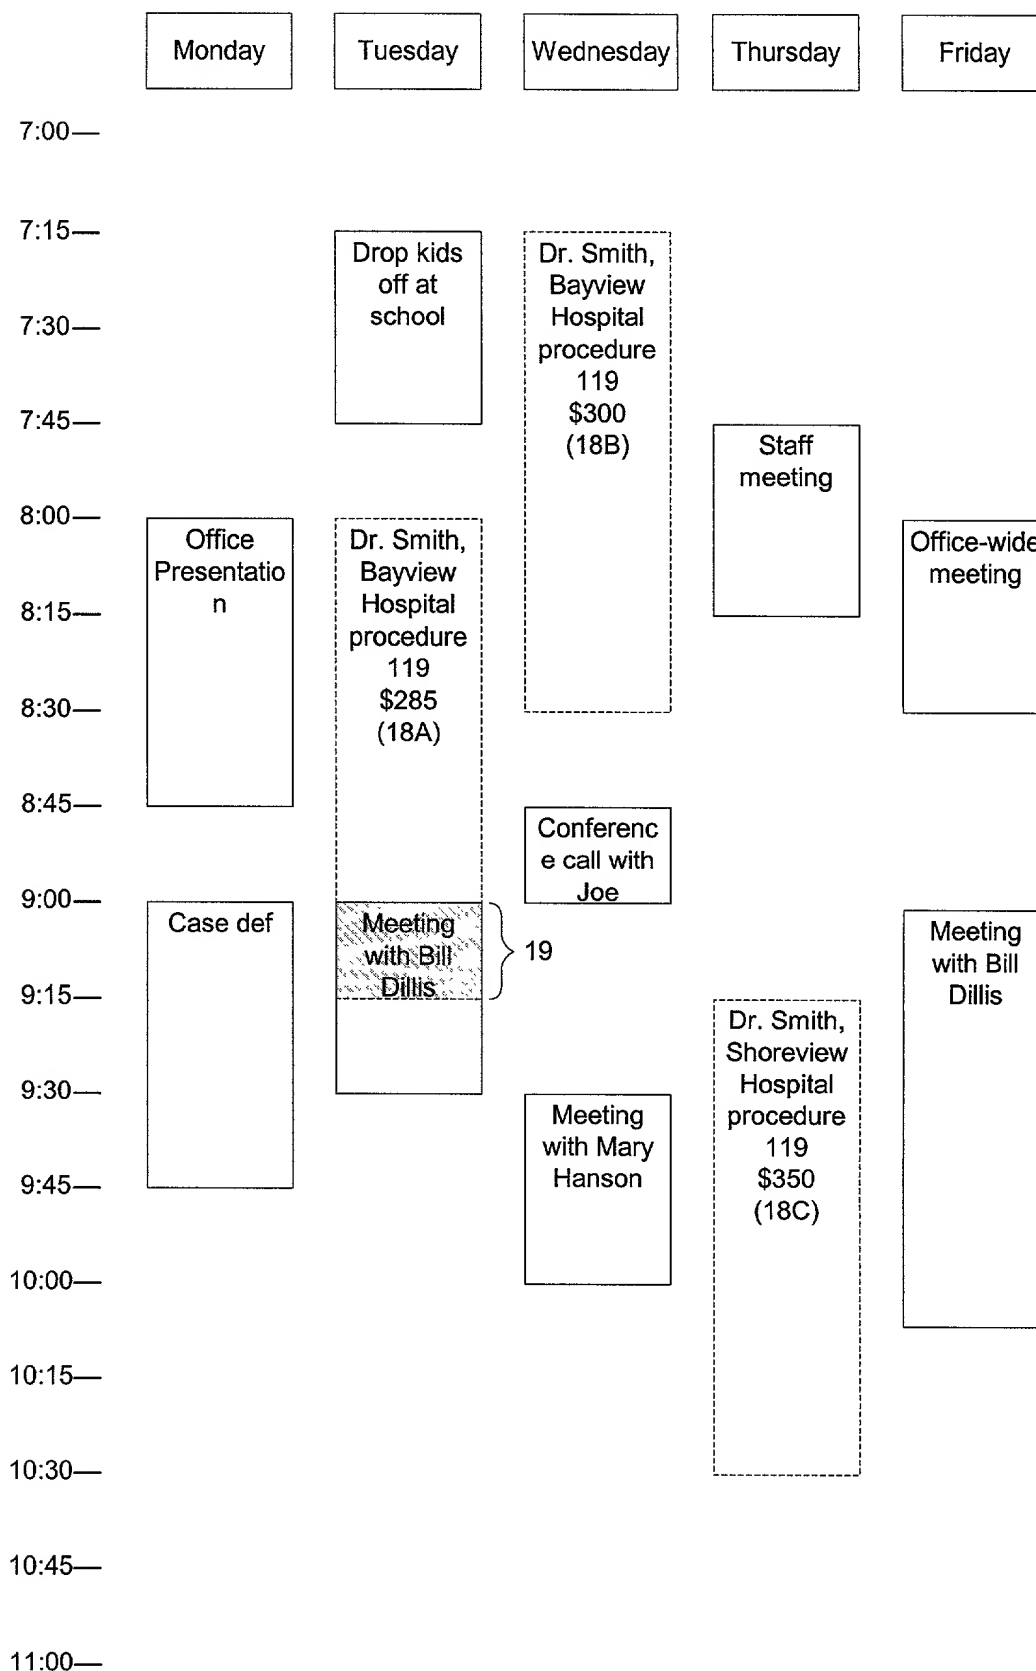 Monday
Tuesday
Wednesday
Thursday
Friday
7:00
7:15
7:30
7:45
8:00
8:15
8:30
8:45
9:00
9:15
9:30
9:45
10:00
10:15
10:30
10:45
11:00
Office
Presentatio
n
Case def
Drop kids
off at
school
Dr. Smith,
Bayview
Hospital
procedure
119
$285
(18A)
Meeting
with Bill
Dillis
19
Dr. Smith,
Bayview
Hospital
procedure
119
$300
(18B)
Conferenc
e call with
Joe
Meeting
with Mary
Hanson
Staff
meeting
Dr. Smith,
Shoreview
Hospital
procedure
119
$350
(18C)
Office-wide
meeting
Meeting
with Bill
Dillis